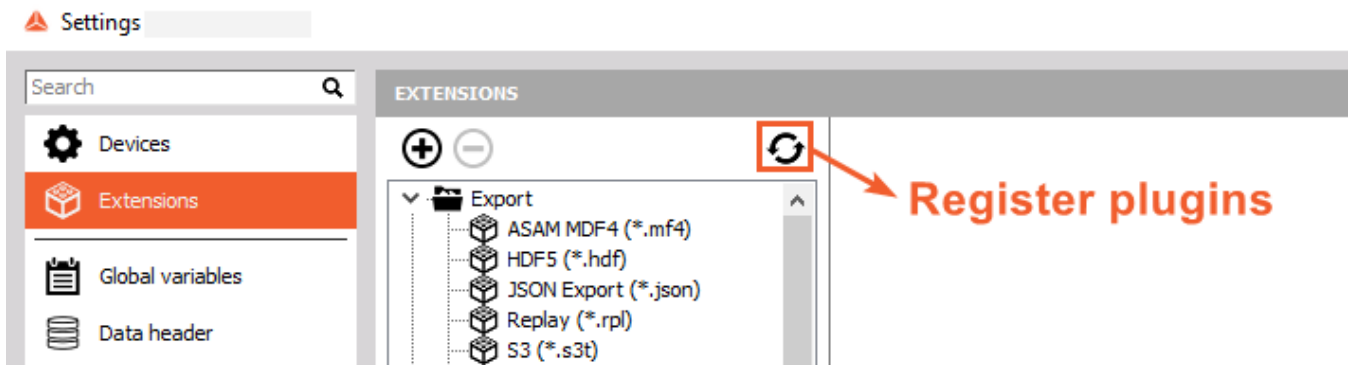 Settings
Search
EXTENSIONS
Devices
Extensions
Global variables
Data header
Export
ASAM MDF4 (*.mf4)
HDF5 (*.hdf)
JSON Export (*.json)
Replay (*.rpl)
S3 (*.s3t)
Register plugins